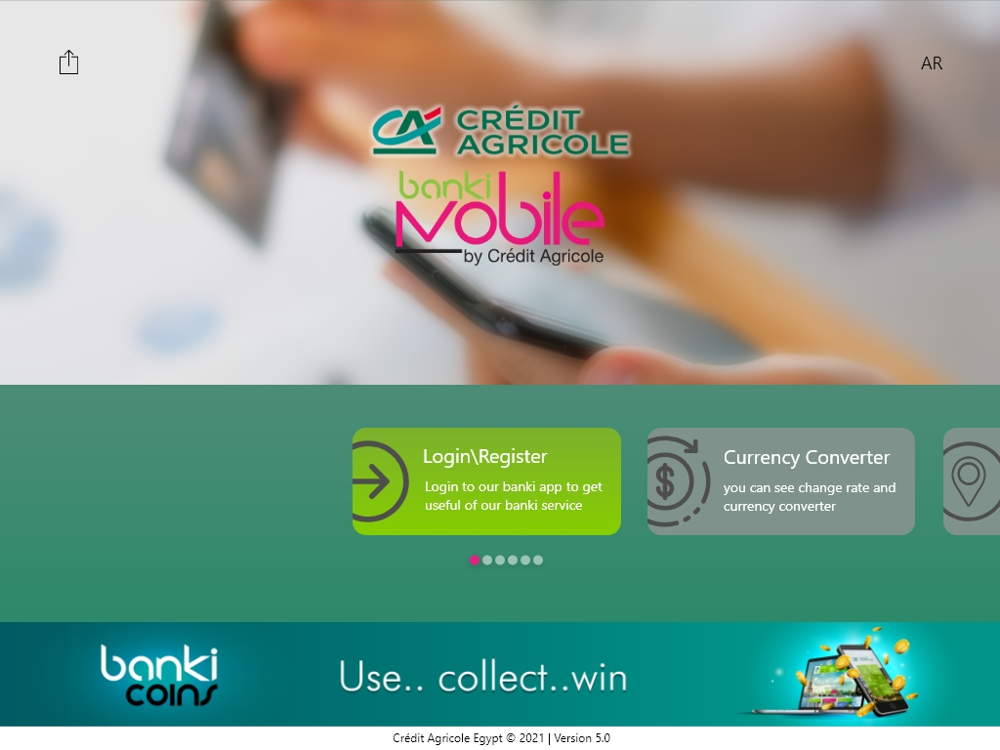 AR
CA CRÉDIT
AGRICOLE
banki
Mobile
by Crédit Agricole
Login\Register
Login to our banki app to get
useful of our banki service
Currency Converter
you can see change rate and
currency converter
banki
coins
Use.. collect..win
Crédit Agricole Egypt © 2021 | Version 5.0